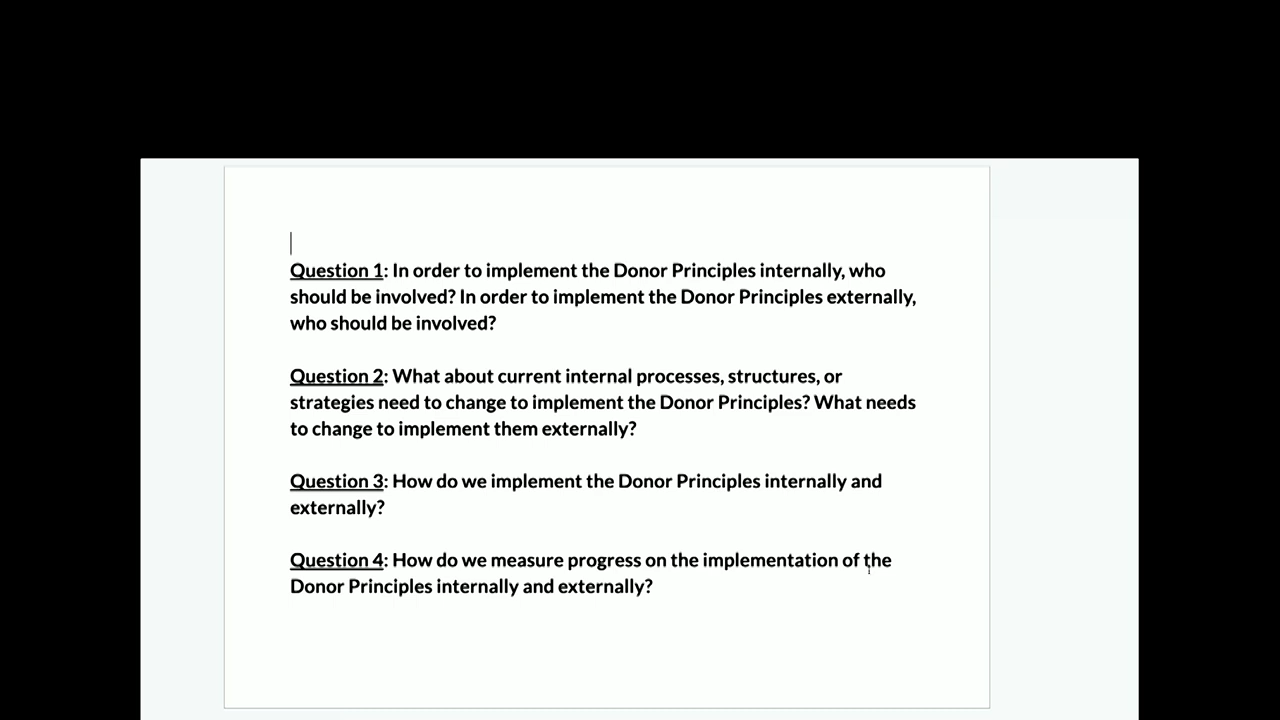 Question 1: In order to implement the Donor Principles internally, who
should be involved? In order to implement the Donor Principles externally,
who should be involved?
Question 2: What about current internal processes, structures, or
strategies need to change to implement the Donor Principles? What needs
to change to implement them externally?
Question 3: How do we implement the Donor Principles internally and
externally?
Question 4: How do we measure progress on the implementation of the
Donor Principles internally and externally?